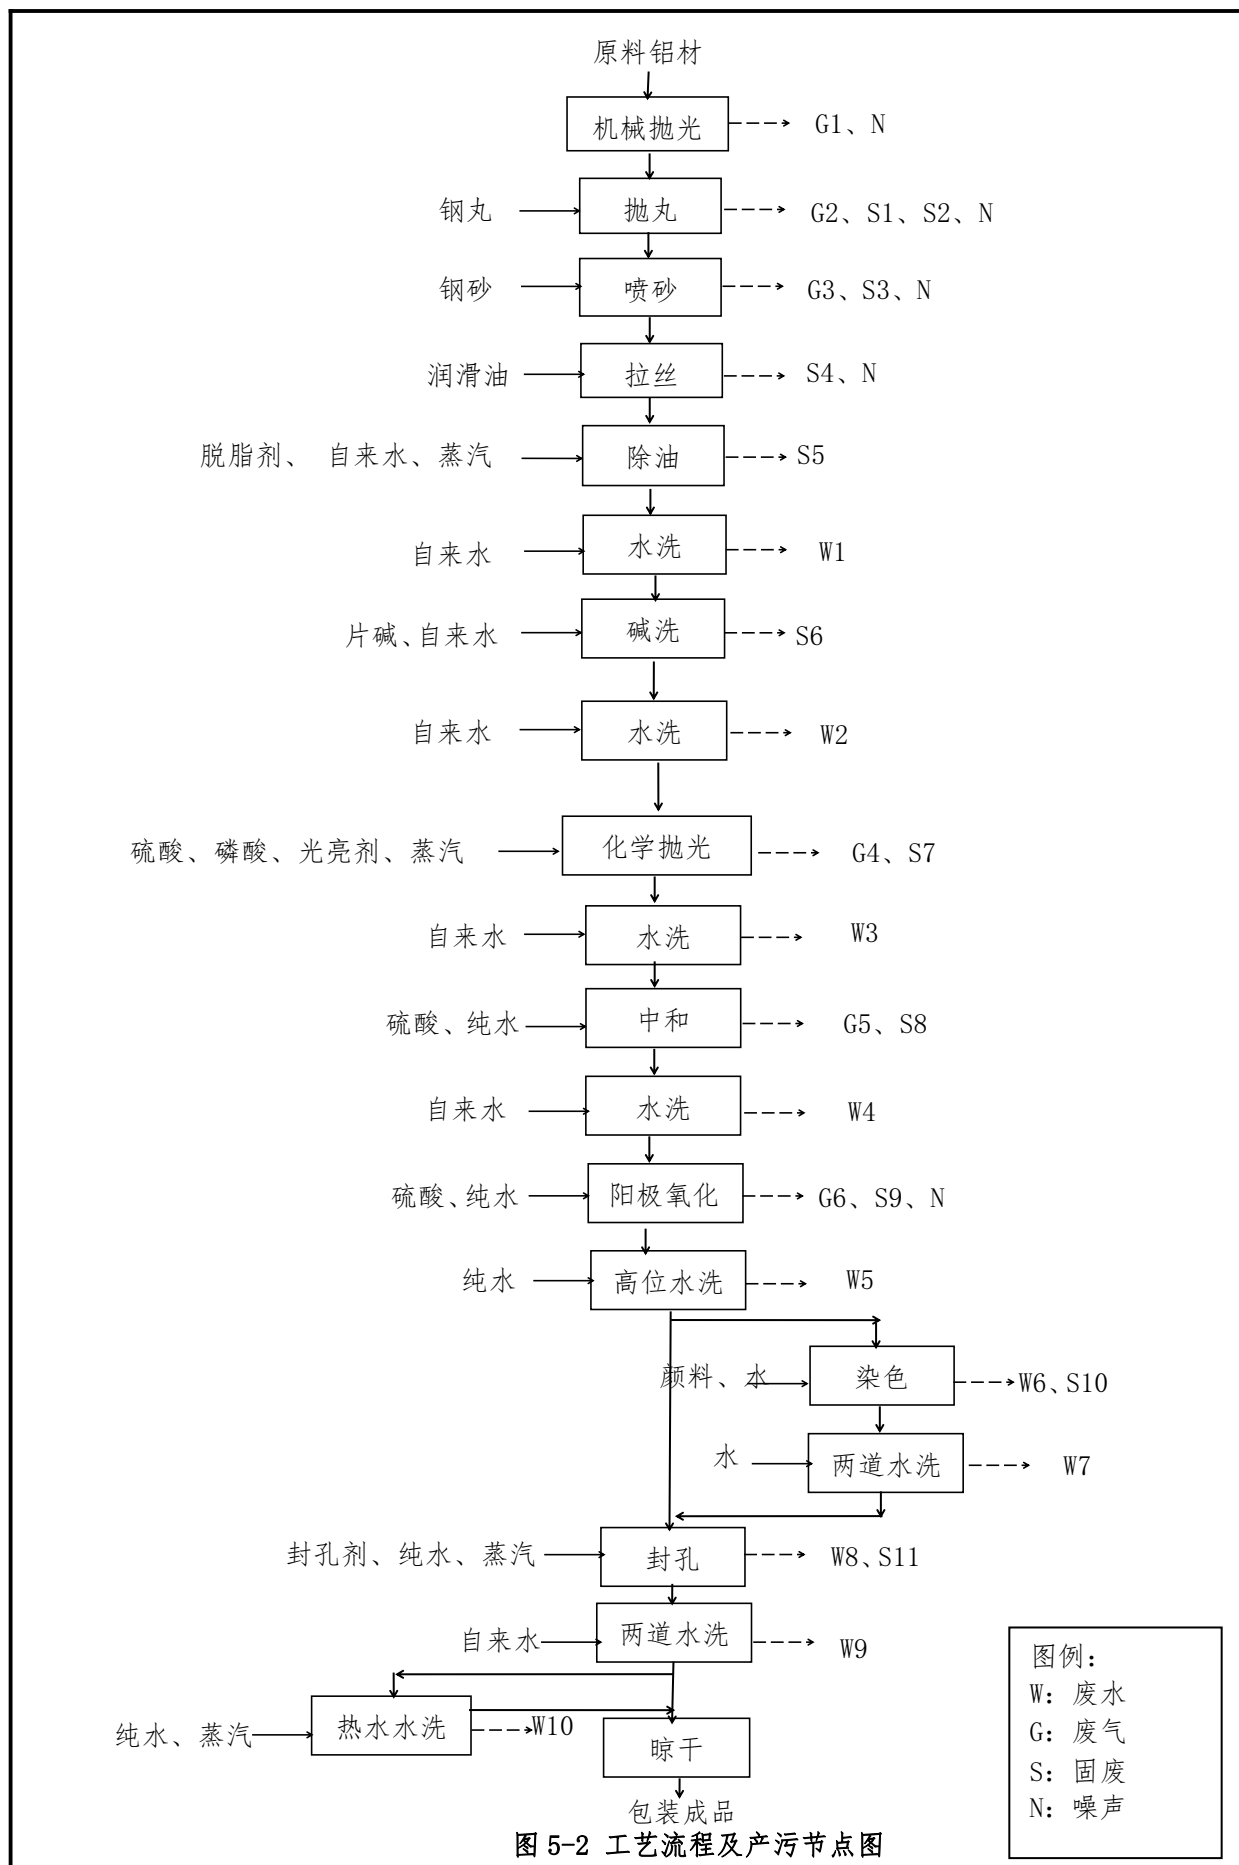 原料铝材
机械抛光 G1、N
钢丸 抛丸 G2、S1、S2、N
钢砂 喷砂 G3、S3、N
润滑油 拉丝 S4、N
脱脂剂、 自来水、蒸汽 除油 S5
自来水 水洗 W1
片碱、自来水 碱洗 S6
自来水 水洗 W2
硫酸、磷酸、光亮剂、蒸汽 化学抛光 G4、S7
自来水 水洗 W3
硫酸、纯水 中和 G5、S8
自来水 水洗 W4
硫酸、纯水 阳极氧化 G6、S9、N
纯水 高位水洗 W5
颜料、水 染色 W6、S10
水 两道水洗 W7
封孔剂、纯水、蒸汽 封孔 W8、S11
自来水 两道水洗 W9
纯水、蒸汽 热水水洗 W10
晾干
包装成品
图例：
W：废水
G：废气
S：固废
N：噪声
图 5-2 工艺流程及产污节点图